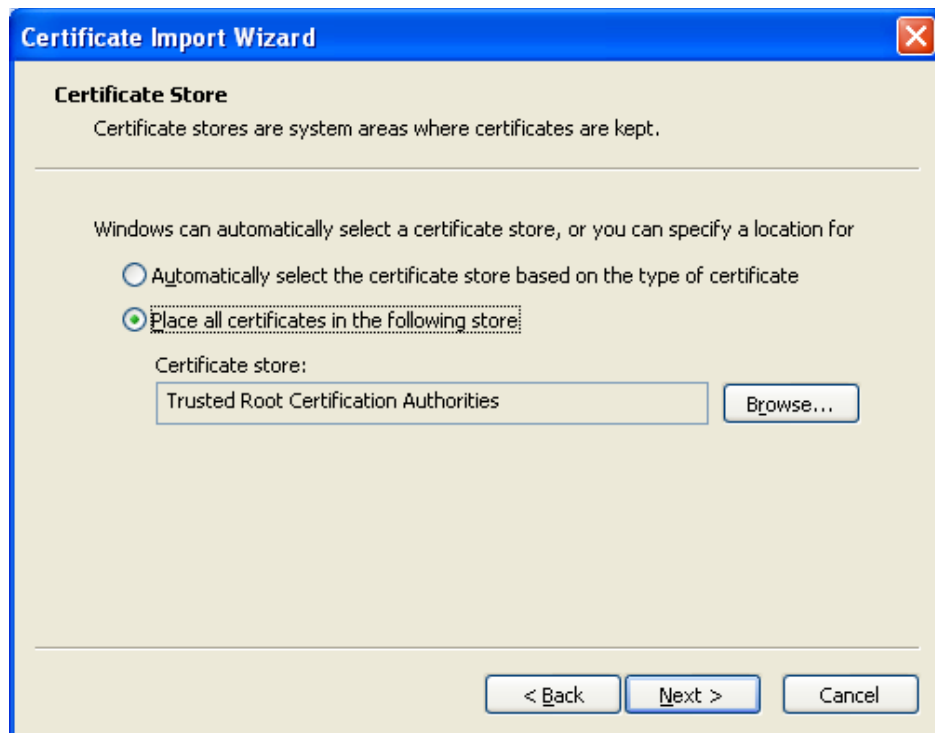 Certificate Import Wizard
Certificate Store
Certificate stores are system areas where certificates are kept.
Windows can automatically select a certificate store, or you can specify a location for
Automatically select the certificate store based on the type of certificate
Place all certificates in the following store
Certificate store:
Trusted Root Certification Authorities
Browse...
< Back
Next >
Cancel